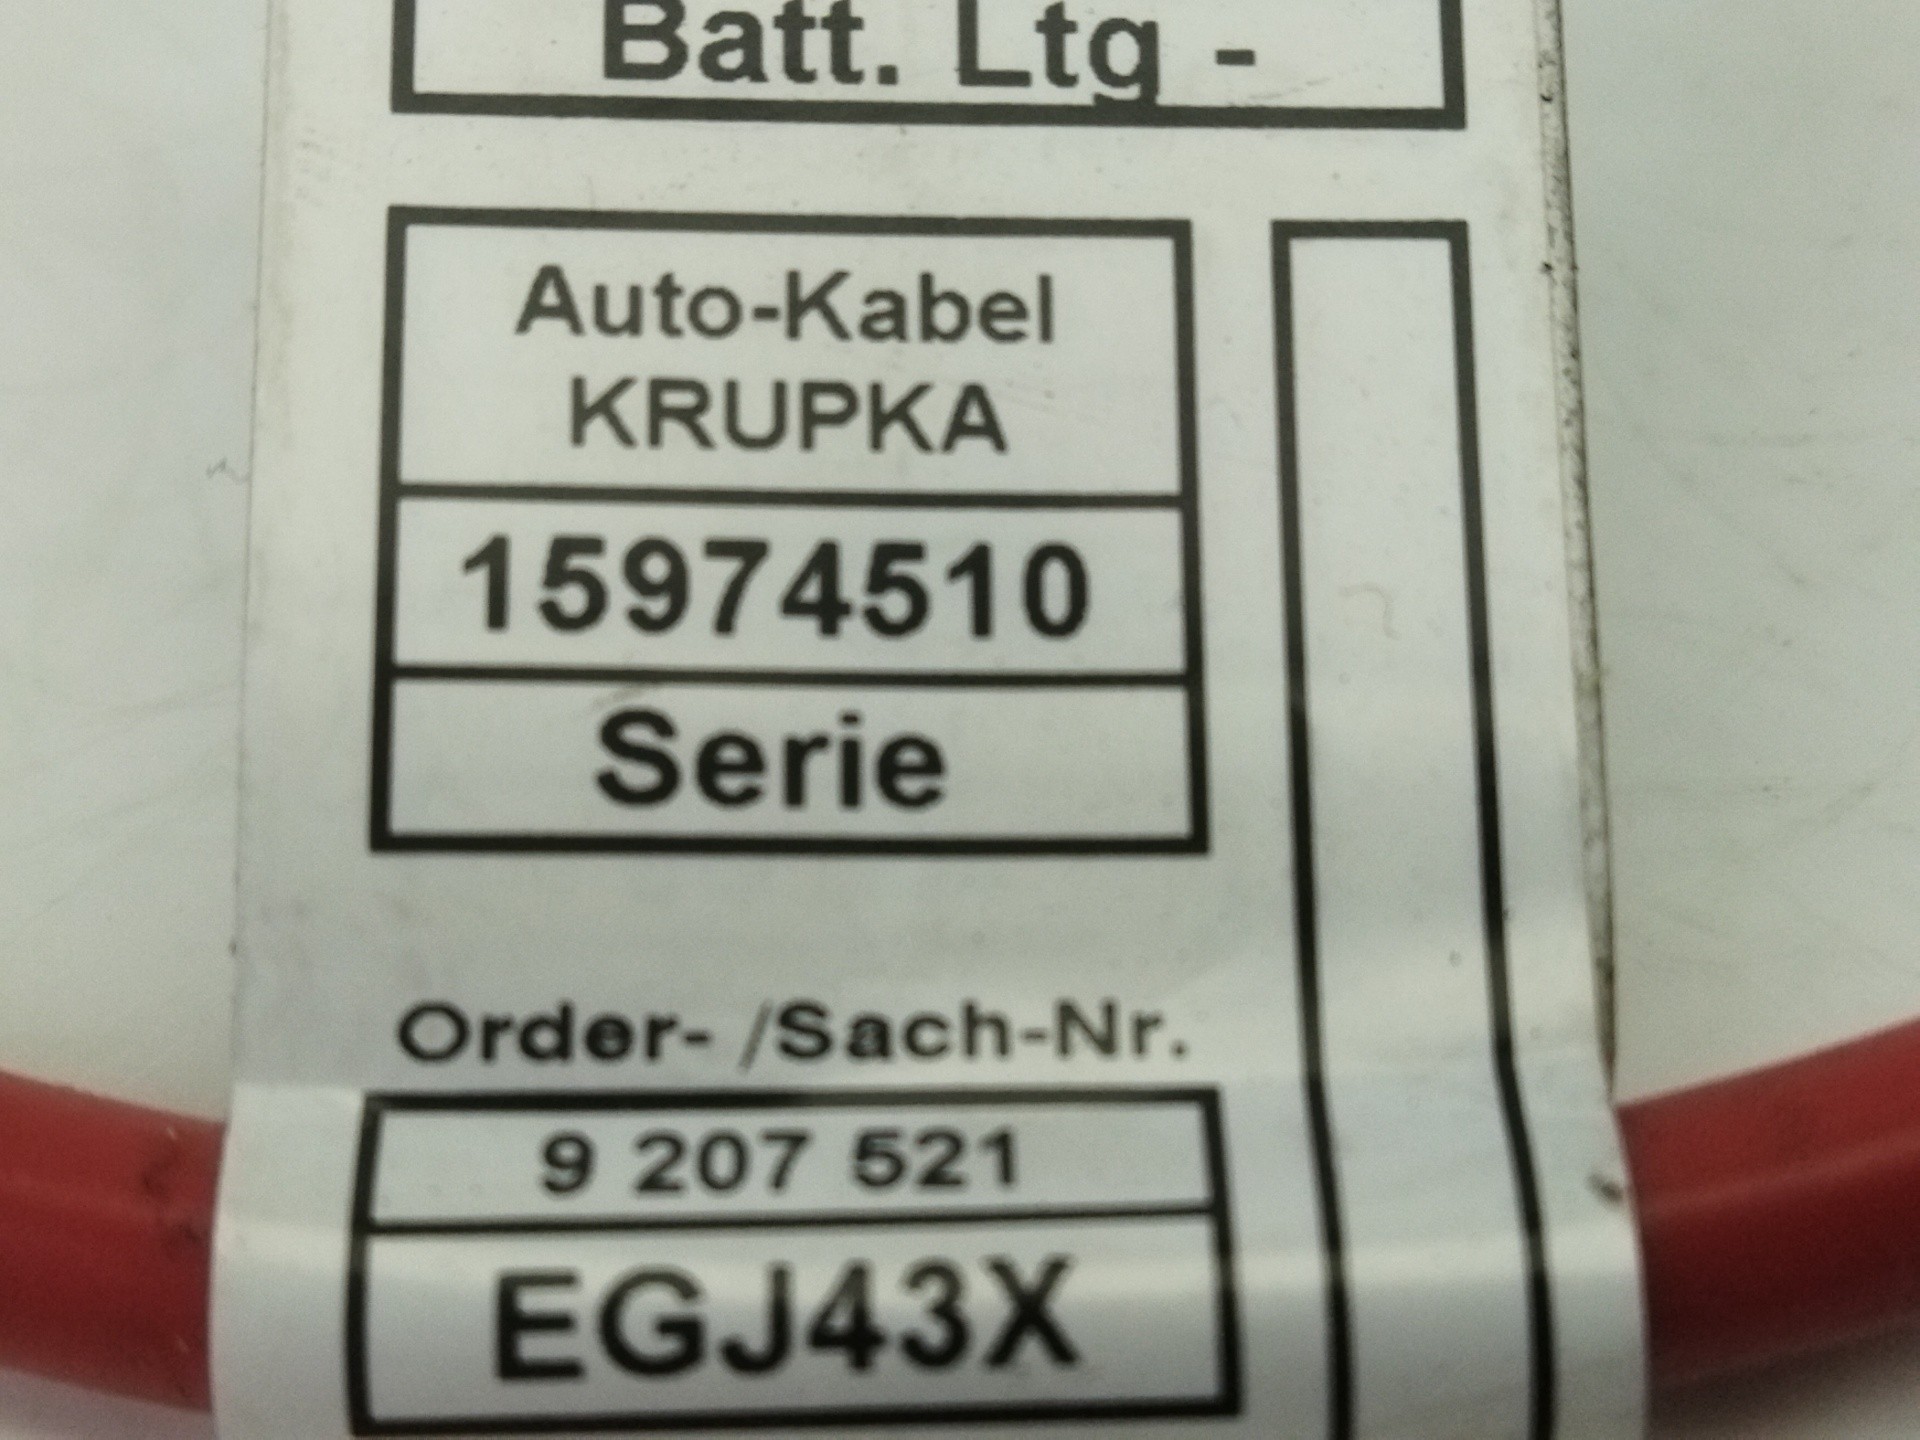 Batt. Ltg -
Auto-Kabel
KRUPKA
15974510
Serie
Order- /Sach-Nr.
9 207 521
EGJ43X